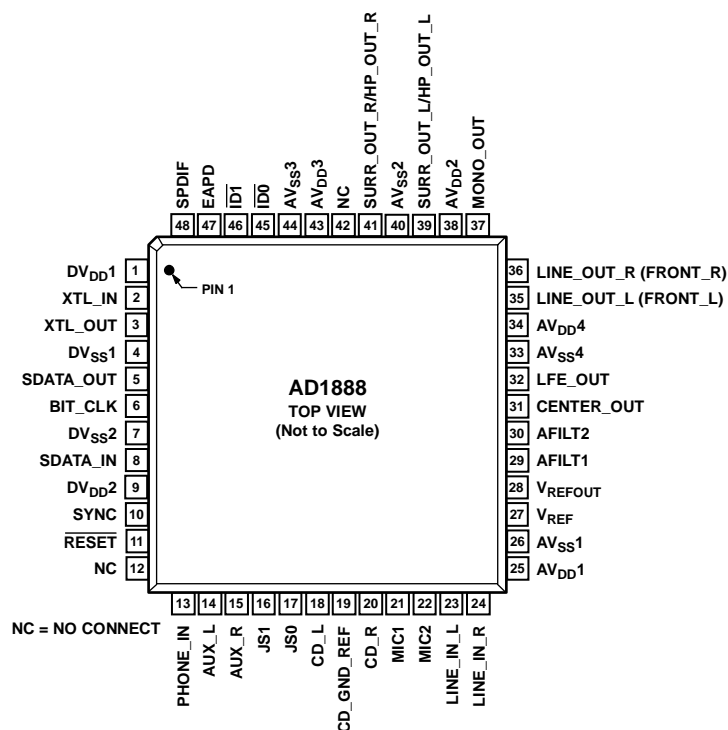 SPDIF
EAPD
ID1
ID0
AVSS3
AVDD3
NC
SURR_OUT_R/HP_OUT_R
AVSS2
SURR_OUT_L/HP_OUT_L
AVDD2
MONO_OUT
48 47 46 45 44 43 42 41 40 39 38 37
DVDD1 1
XTL_IN 2
XTL_OUT 3
DVSS1 4
SDATA_OUT 5
BIT_CLK 6
DVSS2 7
SDATA_IN 8
DVDD2 9
SYNC 10
RESET 11
NC 12
PIN 1
AD1888
TOP VIEW
(Not to Scale)
36 LINE_OUT_R (FRONT_R)
35 LINE_OUT_L (FRONT_L)
34 AVDD4
33 AVSS4
32 LFE_OUT
31 CENTER_OUT
30 AFILT2
29 AFILT1
28 VREFOUT
27 VREF
26 AVSS1
25 AVDD1
13 14 15 16 17 18 19 20 21 22 23 24
NC = NO CONNECT
PHONE_IN
AUX_L
AUX_R
JS1
JS0
CD_L
CD_GND_REF
CD_R
MIC1
MIC2
LINE_IN_L
LINE_IN_R